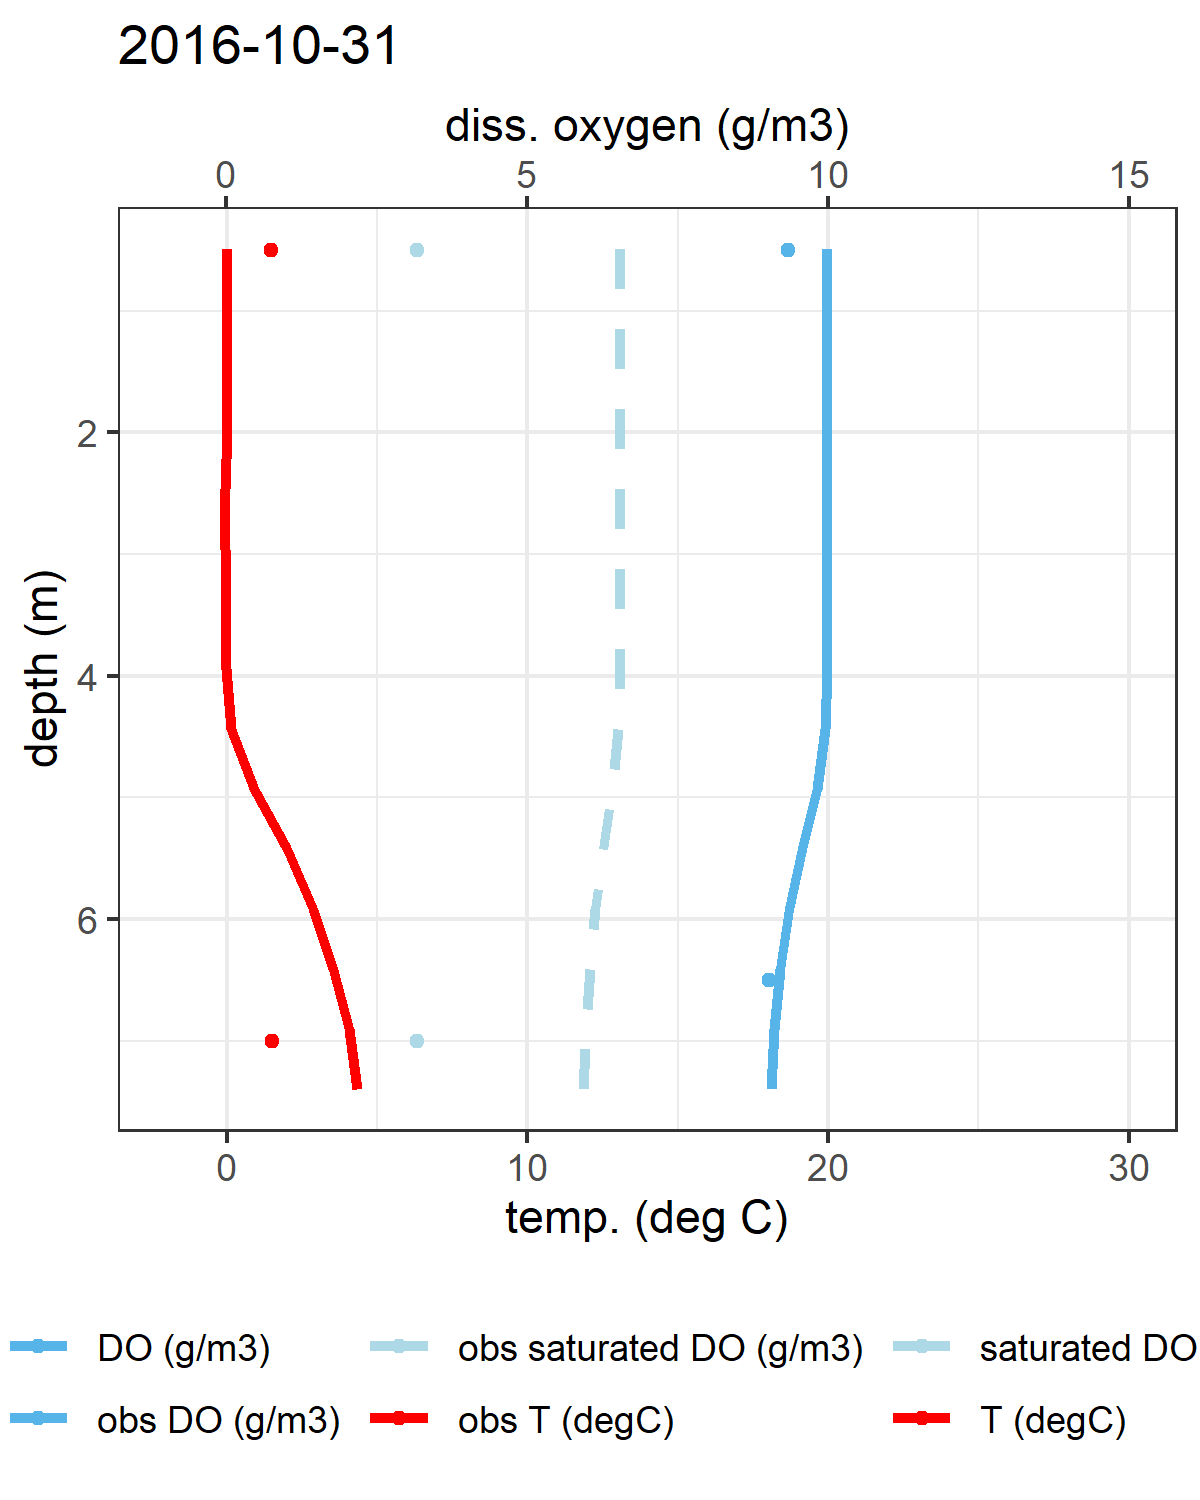 2016-10-31
diss. oxygen (g/m3)
0 5 10 15
2
4
6
depth (m)
0 10 20 30
temp. (deg C)
DO (g/m3) obs saturated DO (g/m3) saturated DO
obs DO (g/m3) obs T (degC) T (degC)